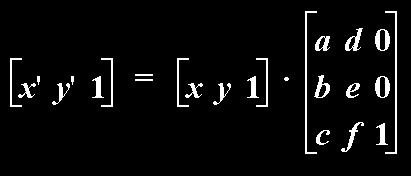 a d 0
[x' y' 1] = [x y 1] · b e 0
c f 1